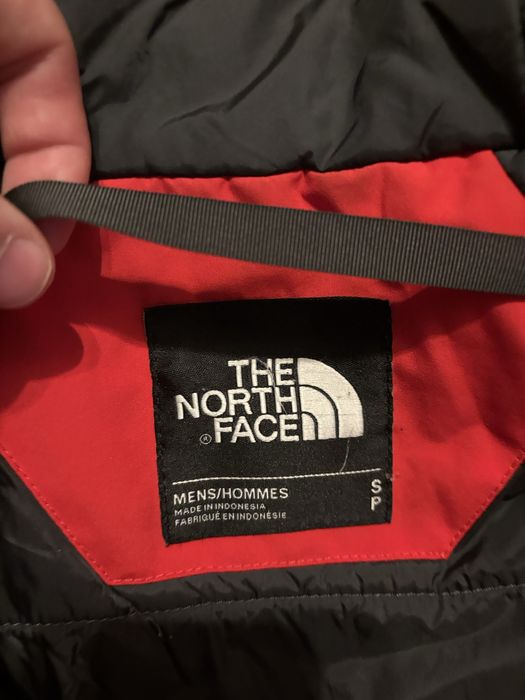 THE
NORTH
FACE
®
MENS/HOMMES
MADE IN INDONESIA
FABRIQUÉ EN INDONÉSIE
S
P